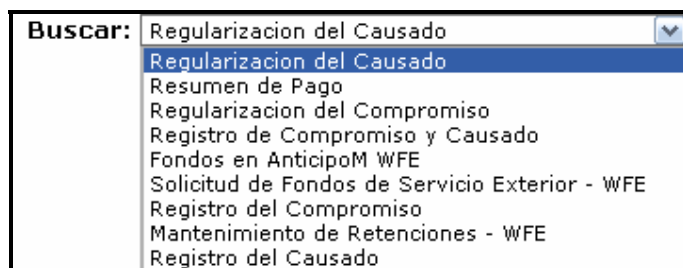 Buscar: Regularizacion del Causado
Regularizacion del Causado
Resumen de Pago
Regularizacion del Compromiso
Registro de Compromiso y Causado
Fondos en AnticipoM WFE
Solicitud de Fondos de Servicio Exterior - WFE
Registro del Compromiso
Mantenimiento de Retenciones - WFE
Registro del Causado